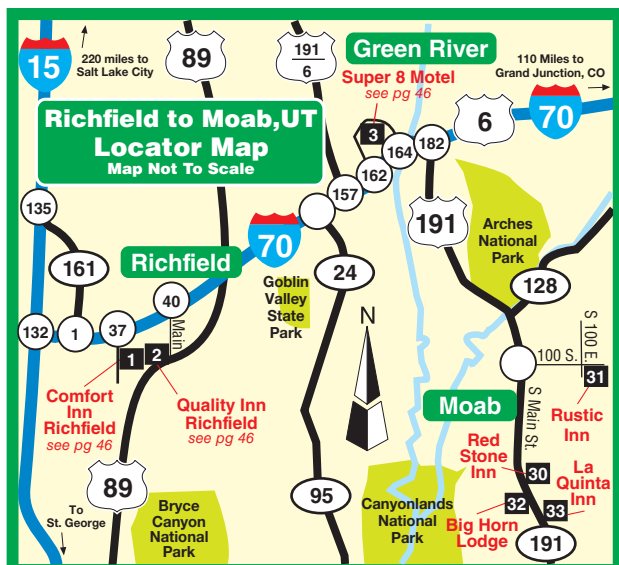 15
220 miles to
Salt Lake City
89
191
6
Green River
Super 8 Motel
see pg 46
3
110 Miles to
Grand Junction, CO
6
70
Richfield to Moab,UT
Locator Map
Map Not To Scale
164
182
162
157
135
191
Arches
National
Park
161
Richfield
70
24
128
Goblin
Valley
State
Park
40
Main
132
1
37
1
2
N
S 100 E.
100 S.
31
Comfort
Inn
Richfield
see pg 46
Quality Inn
Richfield
see pg 46
Moab
S Main St.
Rustic
Inn
Red
Stone
Inn
30
La
Quinta
Inn
89
95
32
33
To
St. George
Bryce
Canyon
National
Park
Canyonlands
National
Park
Big Horn
Lodge
191